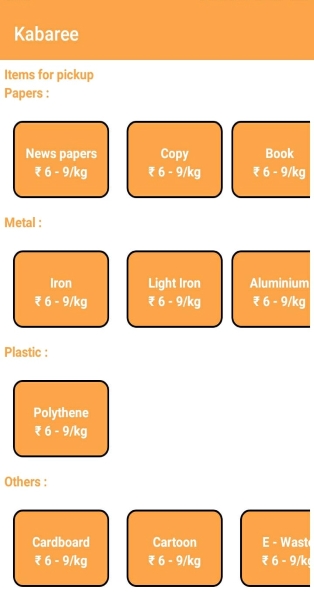 Kabaree
Items for pickup
Papers :
News papers
₹ 6 - 9/kg
Copy
₹ 6 - 9/kg
Book
₹ 6 - 9/kg
Metal :
Iron
₹ 6 - 9/kg
Light Iron
₹ 6 - 9/kg
Aluminium
₹ 6 - 9/kg
Plastic :
Polythene
₹ 6 - 9/kg
Others :
Cardboard
₹ 6 - 9/kg
Cartoon
₹ 6 - 9/kg
E - Wast
₹ 6 - 9/kg